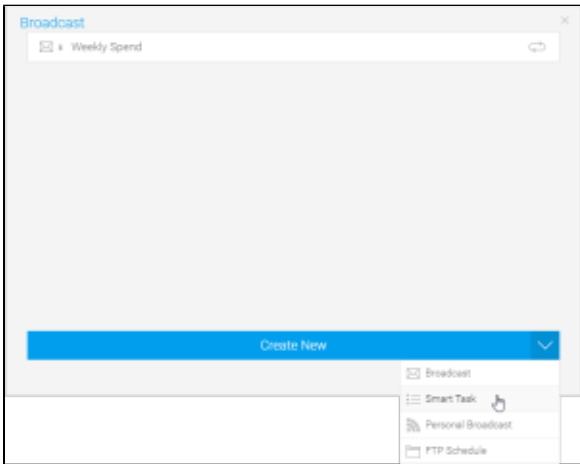 Broadcast
Weekly Spend
Create New
Broadcast
Smart Task
Personal Broadcast
FTP Schedule